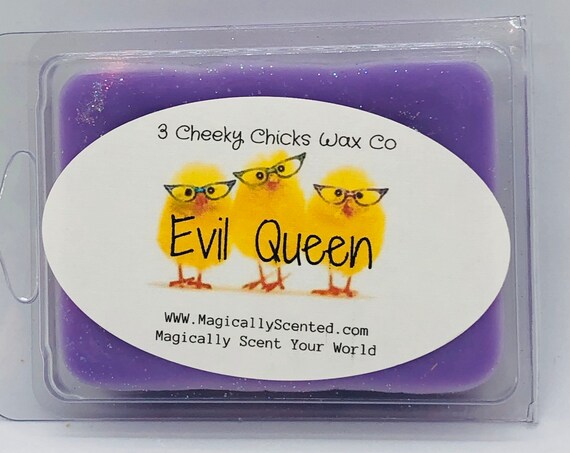 3 Cheeky Chicks Wax Co
Evil Queen
WWW.MagicallyScented.com
Magically Scent Your World